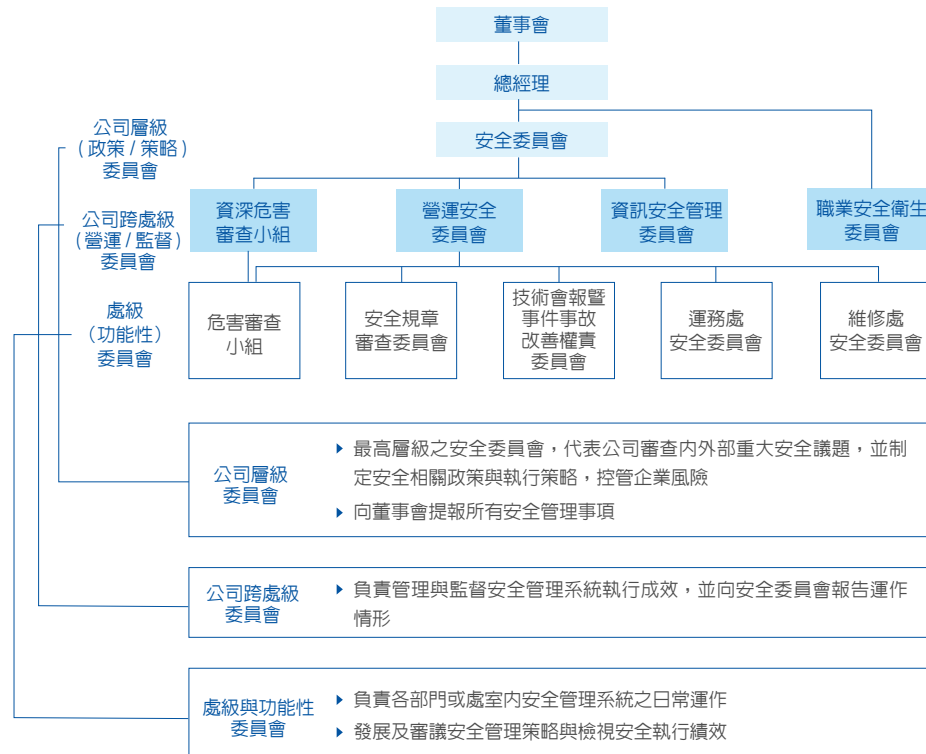 董事會
總經理
公司層級
(政策/策略)
委員會
安全委員會
公司跨處級
(營運/監督)
委員會
資深危害
審查小組
營運安全
委員會
資訊安全管理
委員會
職業安全衛生
委員會
處級
(功能性)
委員會
危害審查
小組
安全規章
審查委員會
技術會報暨
事件事故
改善權責
委員會
運務處
安全委員會
維修處
安全委員會
公司層級
委員會
最高層級之安全委員會，代表公司審查內外部重大安全議題，並制
定安全相關政策與執行策略，控管企業風險
向董事會提報所有安全管理事項
公司跨處級
委員會
負責管理與監督安全管理系統執行成效，並向安全委員會報告運作
情形
處級與功能性
委員會
負責各部門或處室內安全管理系統之日常運作
發展及審議安全管理策略與檢視安全執行績效